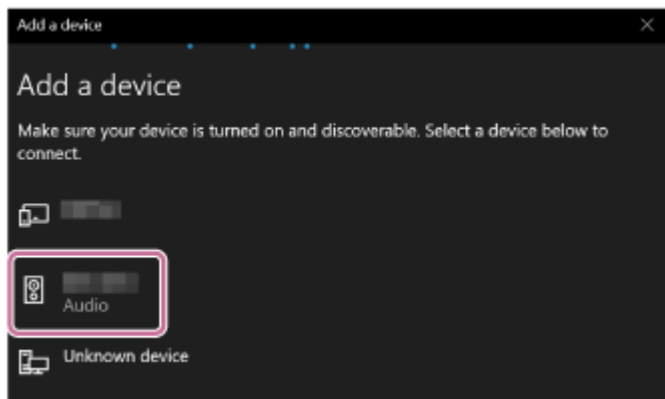 Add a device
Add a device
Make sure your device is turned on and discoverable. Select a device below to
connect.
Audio
Unknown device